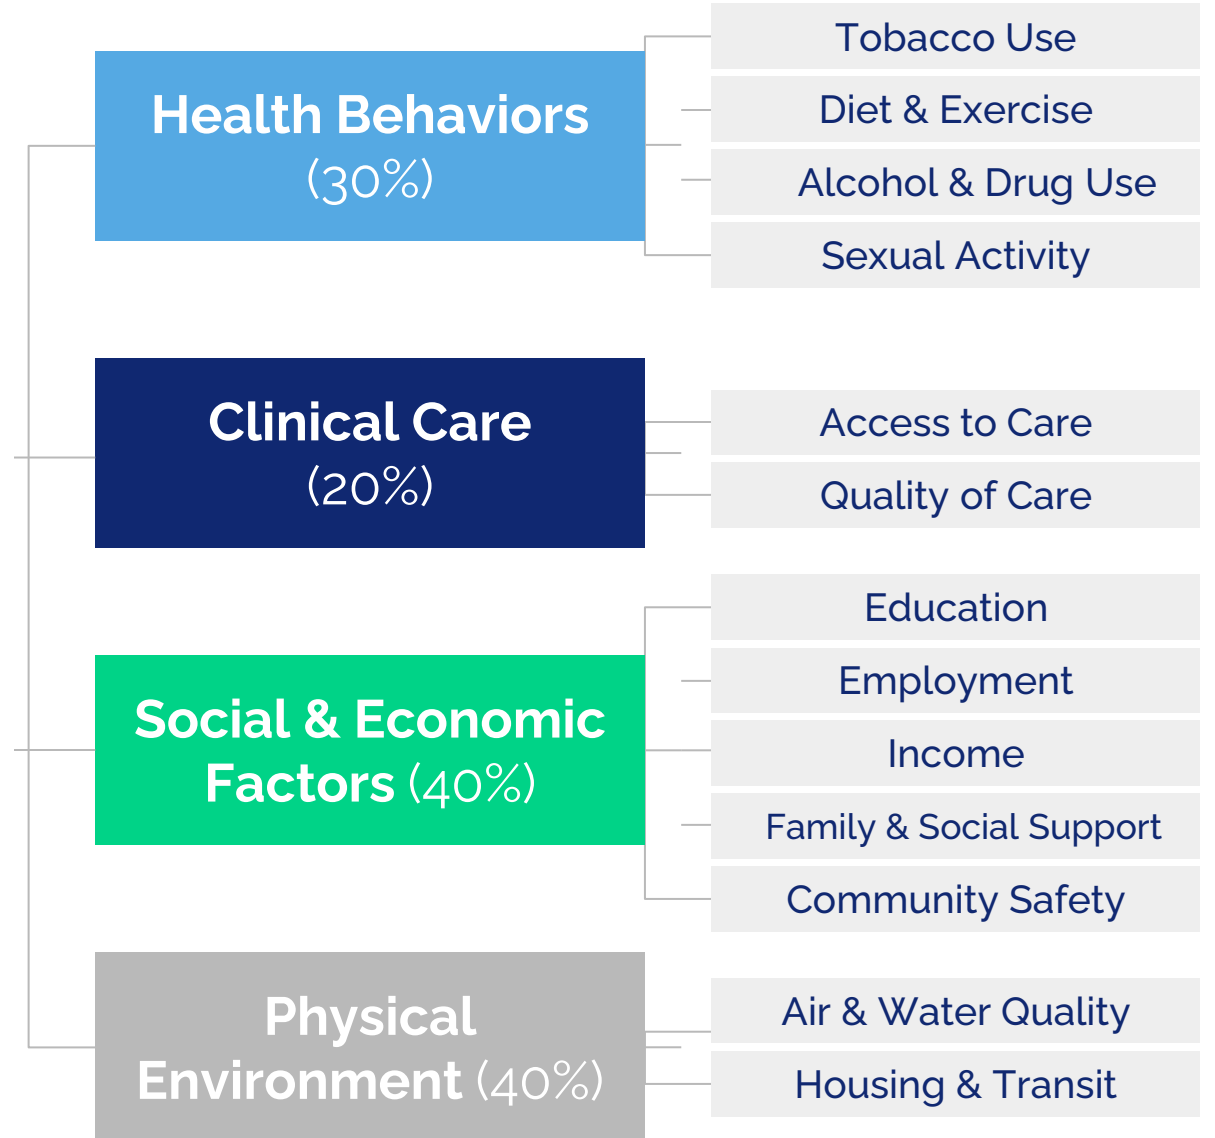 Health Behaviors
(30%)
Tobacco Use
Diet & Exercise
Alcohol & Drug Use
Sexual Activity
Clinical Care
(20%)
Access to Care
Quality of Care
Social & Economic
Factors (40%)
Education
Employment
Income
Family & Social Support
Community Safety
Physical
Environment (40%)
Air & Water Quality
Housing & Transit